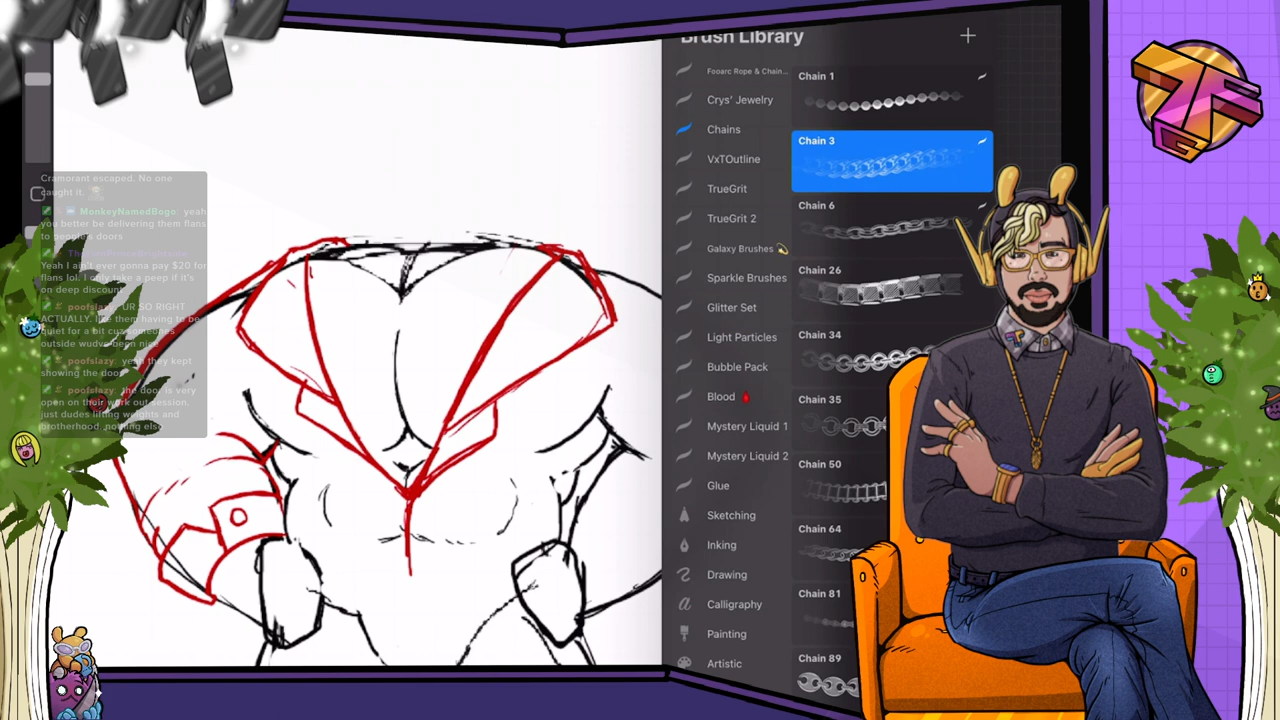 Brush Library
Fooarc Rope & Chain...
Crys' Jewelry
Chains
VxTOutline
TrueGrit
TrueGrit 2
Galaxy Brushes
Sparkle Brushes
Glitter Set
Light Particles
Bubble Pack
Blood
Mystery Liquid 1
Mystery Liquid 2
Glue
Sketching
Inking
Drawing
Calligraphy
Painting
Artistic
Chain 1
Chain 3
Chain 6
Chain 26
Chain 34
Chain 35
Chain 50
Chain 64
Chain 81
Chain 89
Cramorant escaped. No one
caught it.
MonkeyNamedBogo: yeah
you better be delivering them flans
to people's doors
Yeah I ain't ever gonna pay $20 for
flans lol. I only take a peep if it's
on deep discount
poofslazy: UR SO RIGHT
ACTUALLY. like them having to be
quiet for a bit cuz someones
outside wudve been nice
poofslazy: yeah they kept
showing the door
poofslazy: the door is very
open on their work out session.
just dudes lifting weights and
brotherhood. nothing else